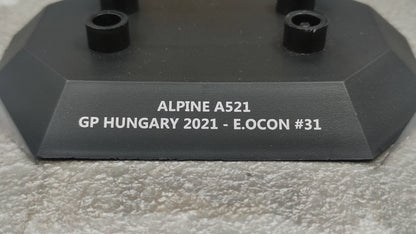 ALPINE A521
GP HUNGARY 2021 - E.OCON #31